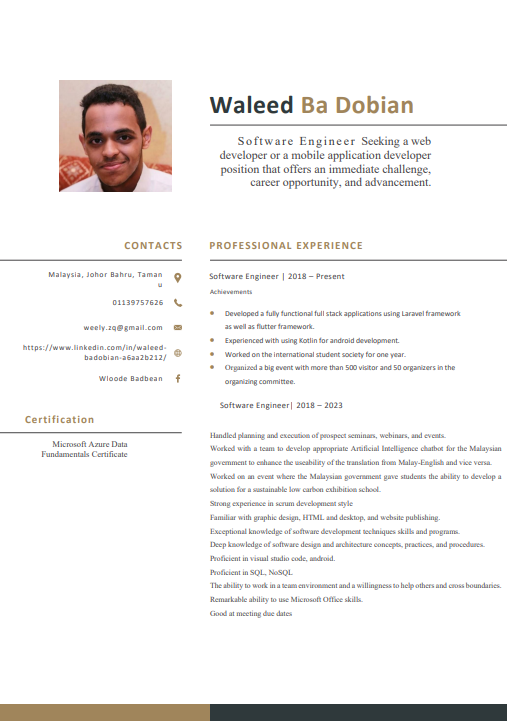 Waleed Ba Dobian
Software Engineer Seeking a web
developer or a mobile application developer
position that offers an immediate challenge,
career opportunity, and advancement.
CONTACTS
Malaysia, Johor Bahru, Taman
u
01139757626
weely.zq@gmail.com
https://www.linkedin.com/in/waleed-
badobian-a6aa2b212/
Wloode Badbean
Certification
Microsoft Azure Data
Fundamentals Certificate
PROFESSIONAL EXPERIENCE
Software Engineer | 2018 – Present
Achievements
Developed a fully functional full stack applications using Laravel framework
as well as flutter framework.
Experienced with using Kotlin for android development.
Worked on the international student society for one year.
Organized a big event with more than 500 visitor and 50 organizers in the
organizing committee.
Software Engineer| 2018 – 2023
Handled planning and execution of prospect seminars, webinars, and events.
Worked with a team to develop appropriate Artificial Intelligence chatbot for the Malaysian
government to enhance the useability of the translation from Malay-English and vice versa.
Worked on an event where the Malaysian government gave students the ability to develop a
solution for a sustainable low carbon exhibition school.
Strong experience in scrum development style
Familiar with graphic design, HTML and desktop, and website publishing.
Exceptional knowledge of software development techniques skills and programs.
Deep knowledge of software design and architecture concepts, practices, and procedures.
Proficient in visual studio code, android.
Proficient in SQL, NoSQL
The ability to work in a team environment and a willingness to help others and cross boundaries.
Remarkable ability to use Microsoft Office skills.
Good at meeting due dates